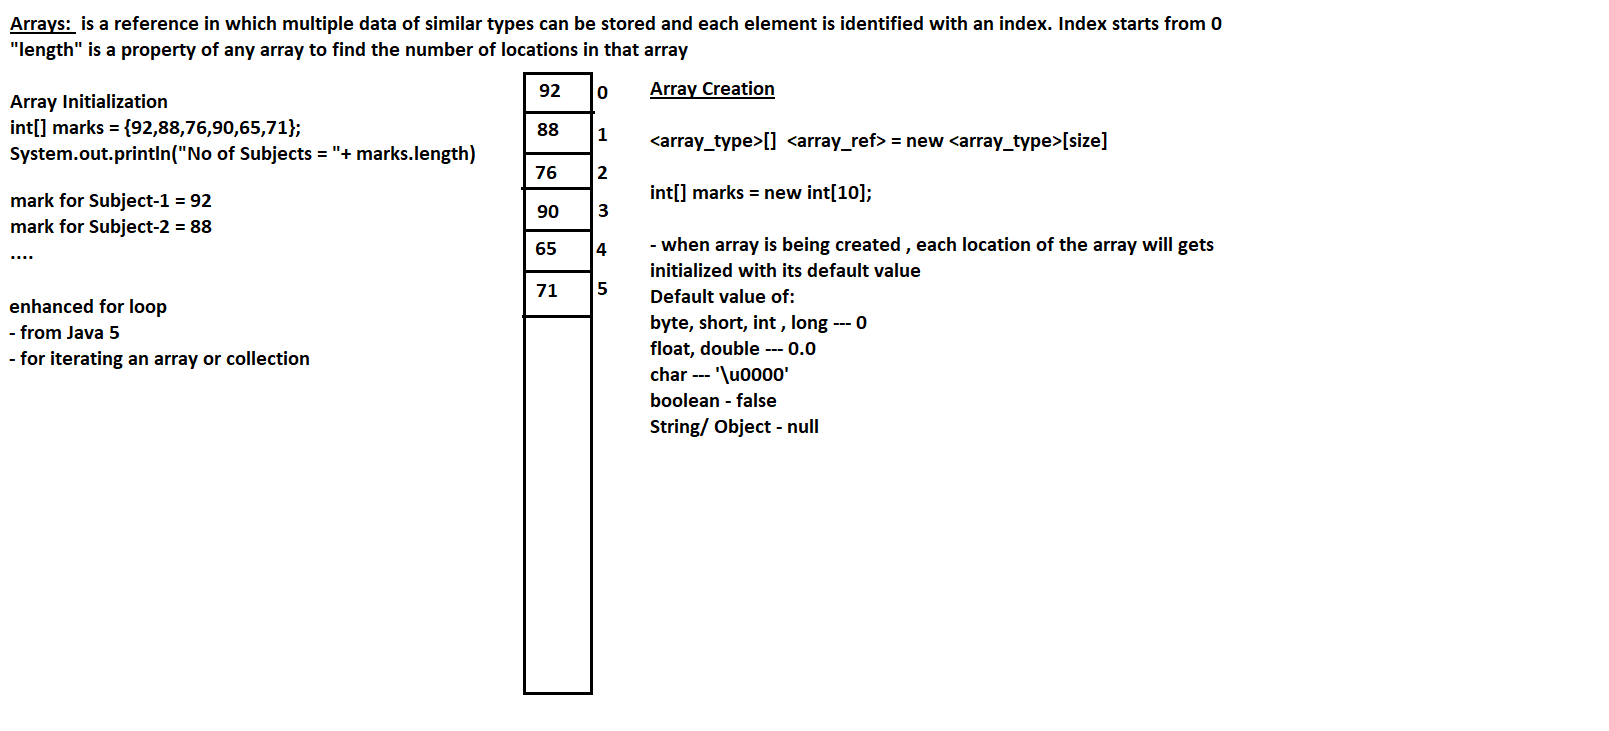 Arrays:  is a reference in which multiple data of similar types can be stored and each element is identified with an index. Index starts from 0
"length" is a property of any array to find the number of locations in that array
Array Initialization
int[] marks = {92,88,76,90,65,71};
System.out.println("No of Subjects = "+ marks.length)
mark for Subject-1 = 92
mark for Subject-2 = 88
....
enhanced for loop
- from Java 5
- for iterating an array or collection
92 0
88 1
76 2
90 3
65 4
71 5
Array Creation
<array_type>[]  <array_ref> = new <array_type>[size]
int[] marks = new int[10];
- when array is being created , each location of the array will gets
initialized with its default value
Default value of:
byte, short, int , long --- 0
float, double --- 0.0
char --- '\u0000'
boolean - false
String/ Object - null